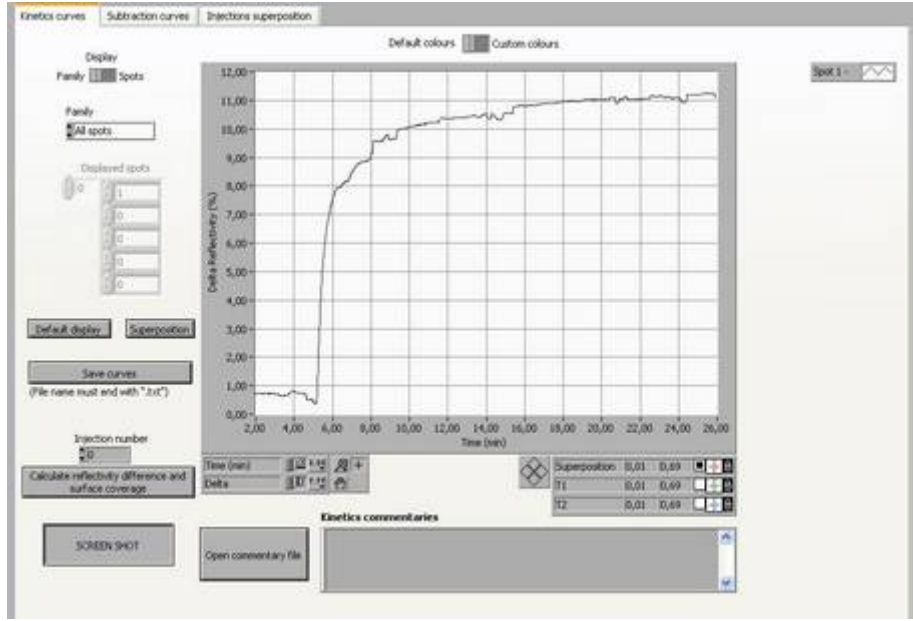 Kinetics curves
Subtraction curves
Injections superposition
Default colours
Custom colours
Display
Family
Spots
Family
All spots
Displayed spots
0
1
0
0
0
0
Default display
Superposition
Save curves
(File name must end with ".txt")
Injection number
0
Calculate reflectivity difference and
surface coverage
SCREEN SHOT
Spot 1 -
12,00
11,00
10,00
9,00
8,00
7,00
6,00
5,00
4,00
3,00
2,00
1,00
0,00
Delta Reflectivity (%)
2,00 4,00 6,00 8,00 10,00 12,00 14,00 16,00 18,00 20,00 22,00 24,00 26,00
Time (min)
Time (min)
Delta
Superposition 0,01 0,69
T1 0,01 0,69
T2 0,01 0,69
Kinetics commentaries
Open commentary file